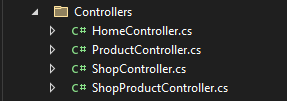 Controllers
C# HomeController.cs
C# ProductController.cs
C# ShopController.cs
C# ShopProductController.cs